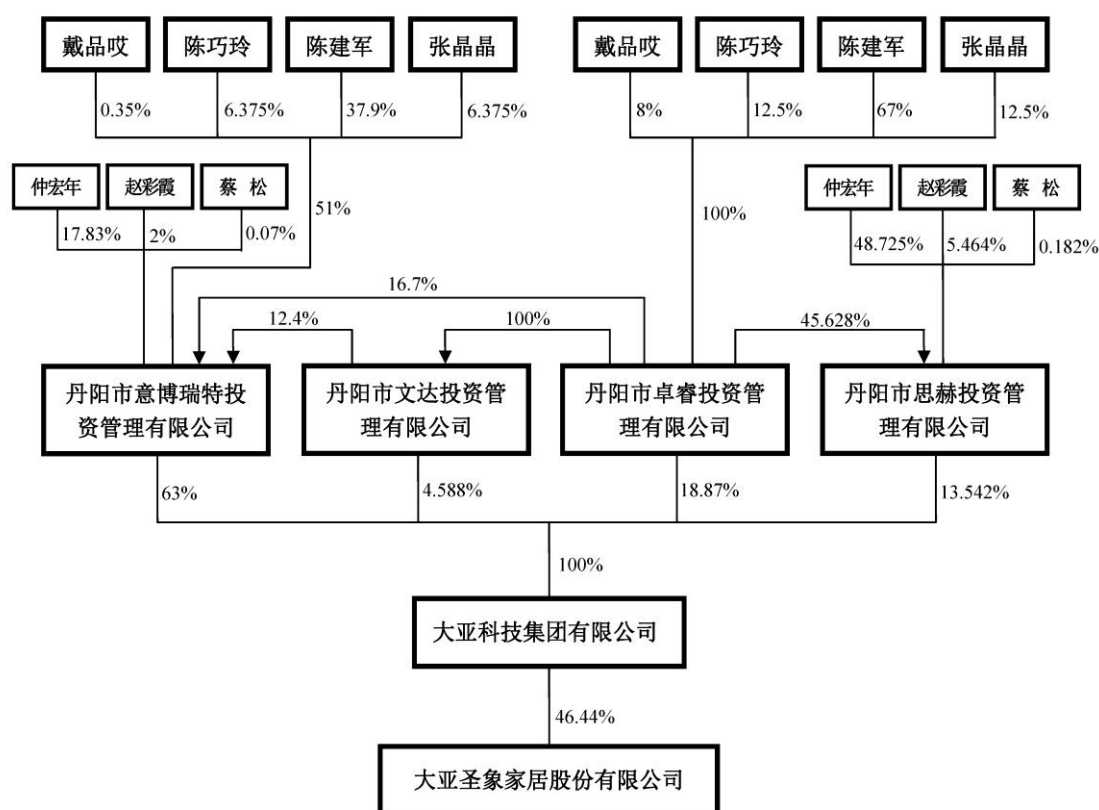 戴品哎 陈巧玲 陈建军 张晶晶 戴品哎 陈巧玲 陈建军 张晶晶
0.35% 6.375% 37.9% 6.375% 8% 12.5% 67% 12.5%
仲宏年 赵彩霞 蔡 松 仲宏年 赵彩霞 蔡 松
51% 100%
17.83% 2% 0.07% 48.725% 5.464% 0.182%
16.7%
12.4% 100% 45.628%
丹阳市意博瑞特投 丹阳市文达投资管 丹阳市卓睿投资管 丹阳市思赫投资管
资管理有限公司 理有限公司 理有限公司 理有限公司
63% 4.588% 18.87% 13.542%
100%
大亚科技集团有限公司
46.44%
大亚圣象家居股份有限公司